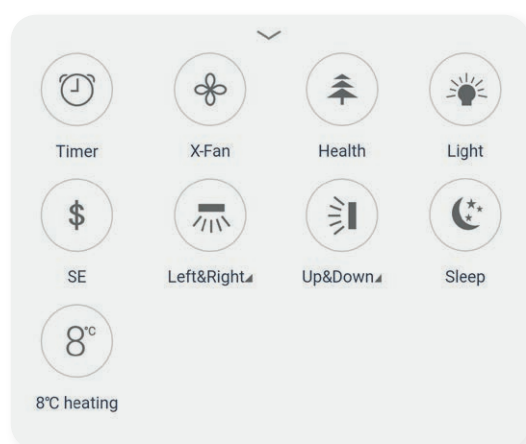 Timer X-Fan Health Light
$
SE Left&Right Up&Down Sleep
8℃
8℃ heating